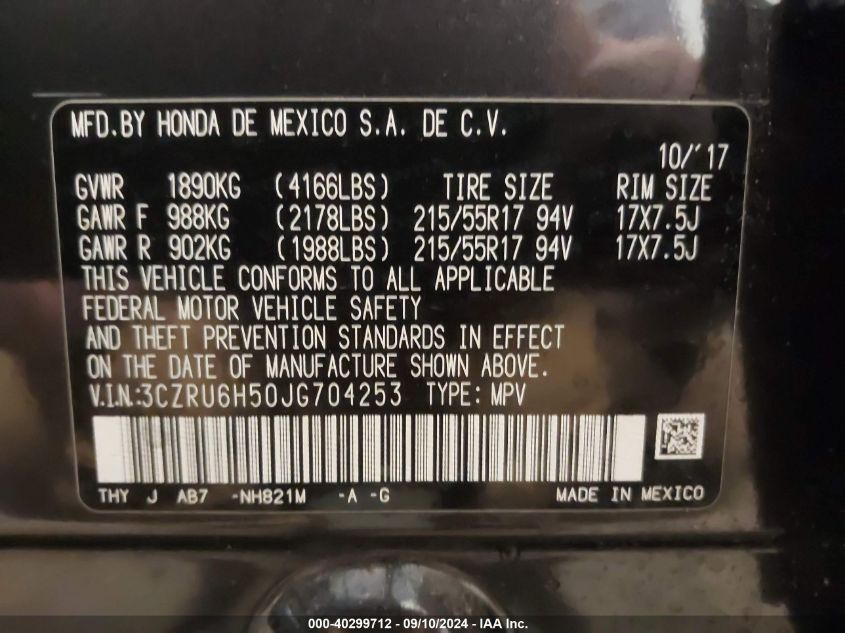 MFD.BY HONDA DE MEXICO S.A. DE C.V.
10/'17
GVWR 1890KG (4166LBS) TIRE SIZE RIM SIZE
GAWR F 988KG (2178LBS) 215/55R17 94V 17X7.5J
GAWR R 902KG (1988LBS) 215/55R17 94V 17X7.5J
THIS VEHICLE CONFORMS TO ALL APPLICABLE
FEDERAL MOTOR VEHICLE SAFETY
AND THEFT PREVENTION STANDARDS IN EFFECT
ON THE DATE OF MANUFACTURE SHOWN ABOVE.
V.I.N.:3CZRU6H50JG704253 TYPE: MPV
THY J AB7 -NH821M -A -G MADE IN MEXICO
000-40299712 - 09/10/2024 - IAA Inc.